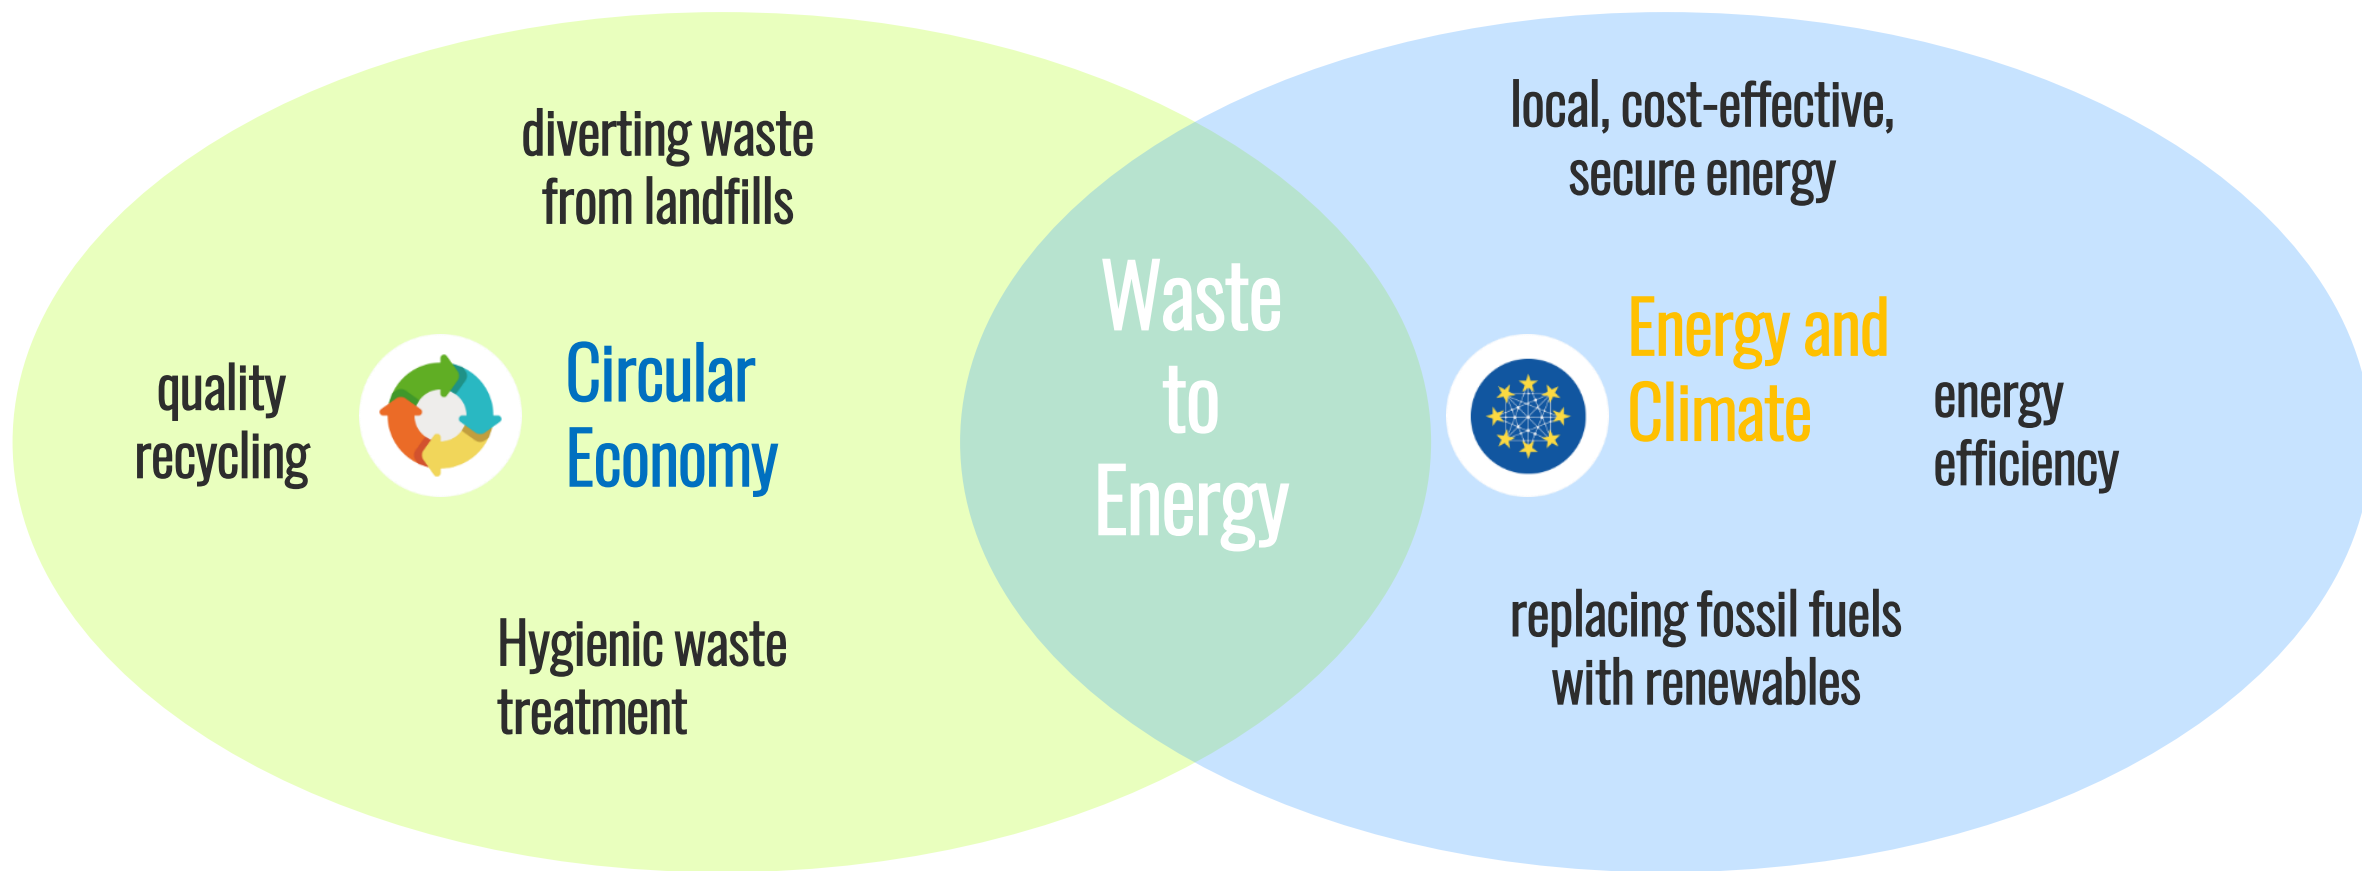 diverting waste
from landfills
quality
recycling
Circular
Economy
Hygienic waste
treatment
Waste
to
Energy
local, cost-effective,
secure energy
Energy and
Climate
energy
efficiency
replacing fossil fuels
with renewables